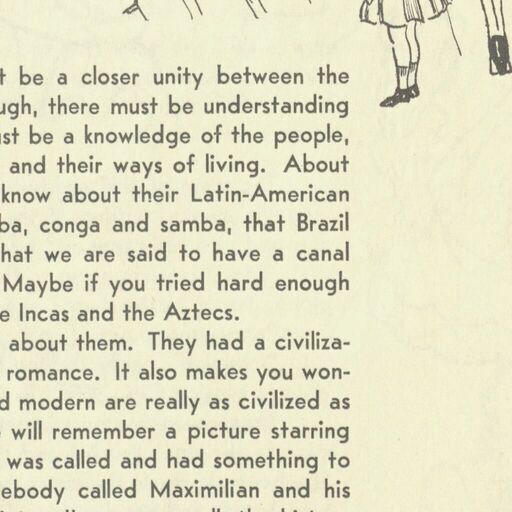 t be a closer unity between the
ugh, there must be understanding
ust be a knowledge of the people,
and their ways of living. About
know about their Latin-American
ba, conga and samba, that Brazil
hat we are said to have a canal
Maybe if you tried hard enough
e Incas and the Aztecs.
about them. They had a civiliza-
romance. It also makes you won-
d modern are really as civilized as
will remember a picture starring
was called and had something to
ebody called Maximilian and his